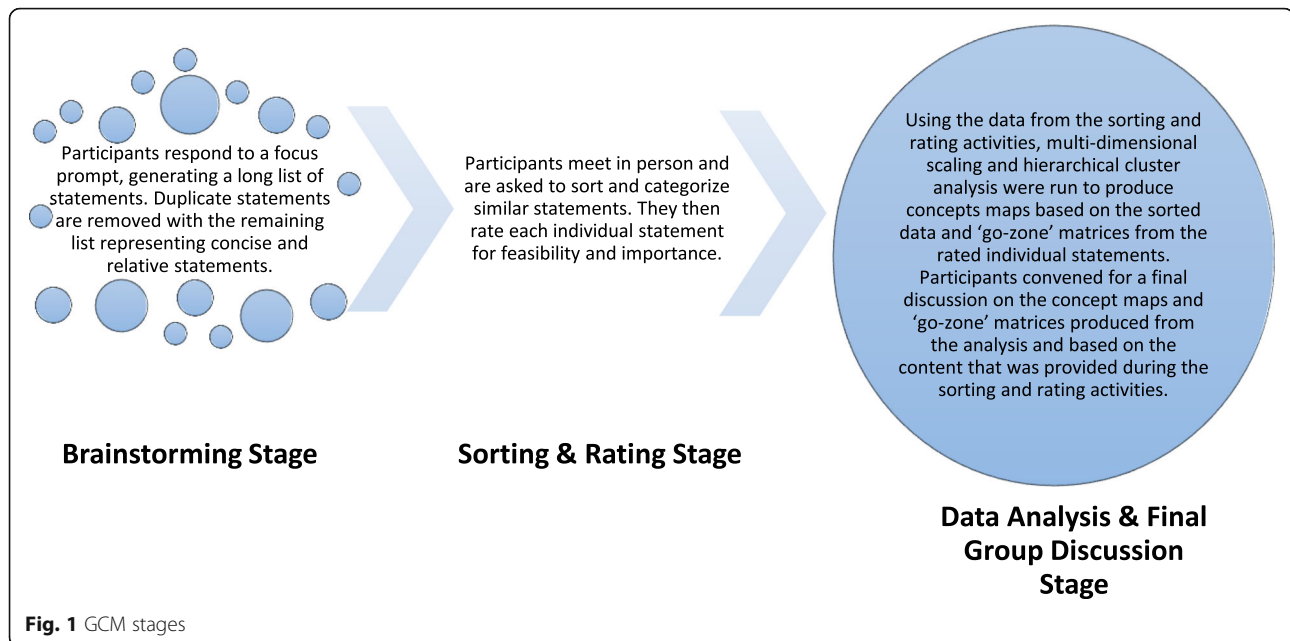 Participants respond to a focus
prompt, generating a long list of
statements. Duplicate statements
are removed with the remaining
list representing concise and
relative statements.
Brainstorming Stage
Participants meet in person and
are asked to sort and categorize
similar statements. They then
rate each individual statement
for feasibility and importance.
Sorting & Rating Stage
Using the data from the sorting and
rating activities, multi-dimensional
scaling and hierarchical cluster
analysis were run to produce
concepts maps based on the sorted
data and ‘go-zone’ matrices from the
rated individual statements.
Participants convened for a final
discussion on the concept maps and
‘go-zone’ matrices produced from
the analysis and based on the
content that was provided during the
sorting and rating activities.
Data Analysis & Final
Group Discussion
Stage
Fig. 1 GCM stages